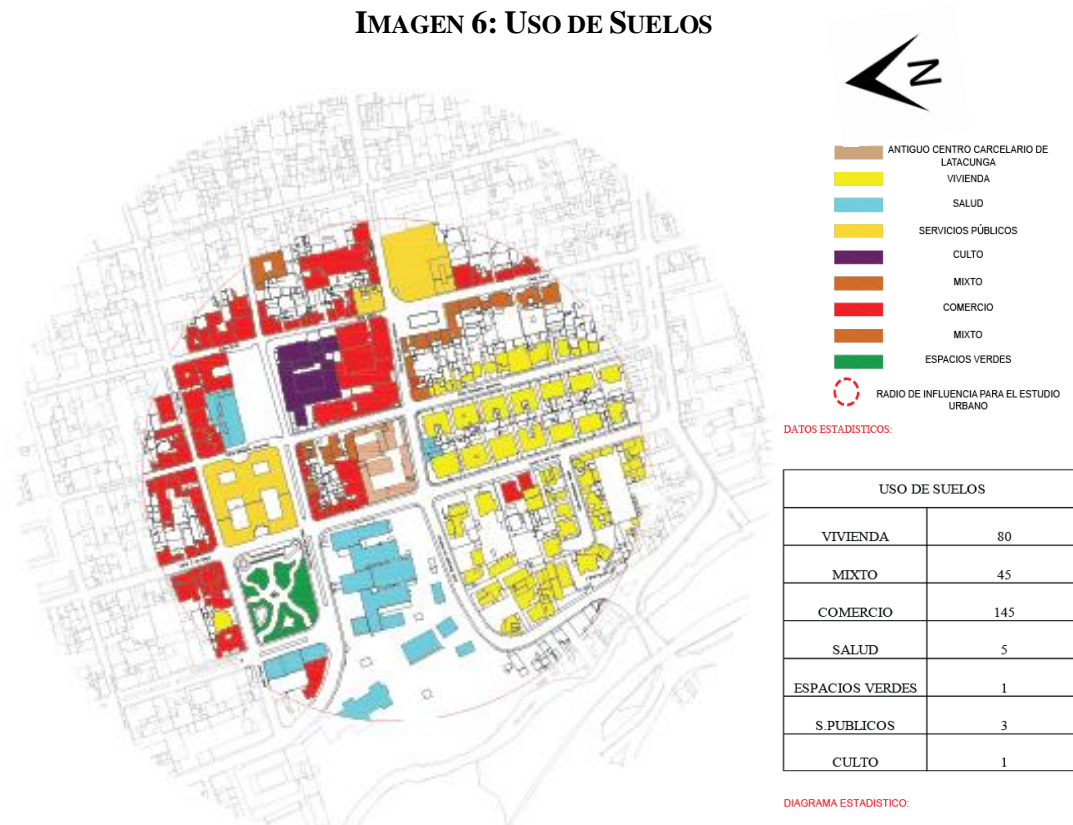 IMAGEN 6: USO DE SUELOS
N
ANTIGUO CENTRO CARCELARIO DE
LATACUNGA
VIVIENDA
SALUD
SERVICIOS PÚBLICOS
CULTO
MIXTO
COMERCIO
MIXTO
ESPACIOS VERDES
RADIO DE INFLUENCIA PARA EL ESTUDIO
URBANO
DATOS ESTADISTICOS:
USO DE SUELOS
VIVIENDA 80
MIXTO 45
COMERCIO 145
SALUD 5
ESPACIOS VERDES 1
S.PUBLICOS 3
CULTO 1
DIAGRAMA ESTADISTICO: